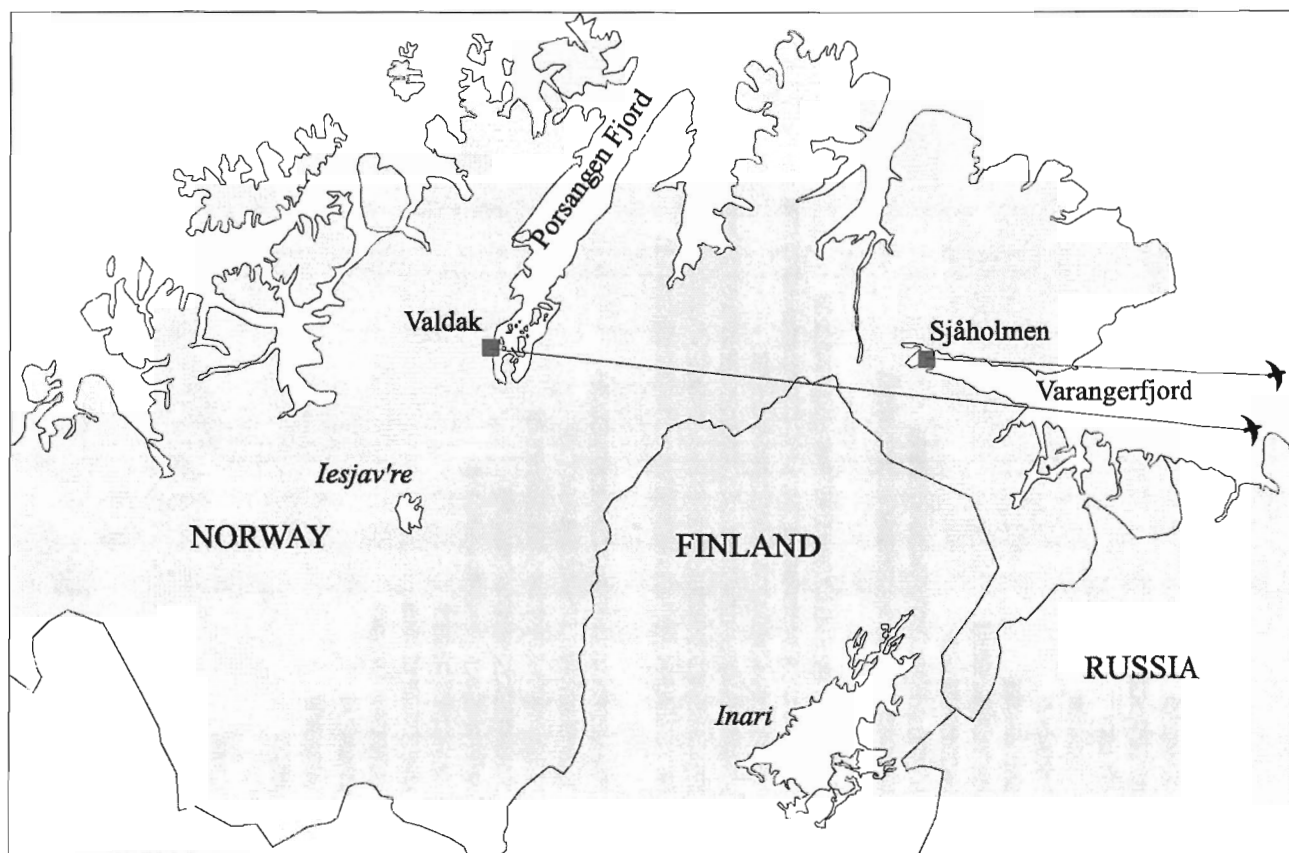 Porsangen Fjord
Valdak
Sjåholmen
Varangerfjord
Iesjav're
NORWAY
FINLAND
RUSSIA
Inari